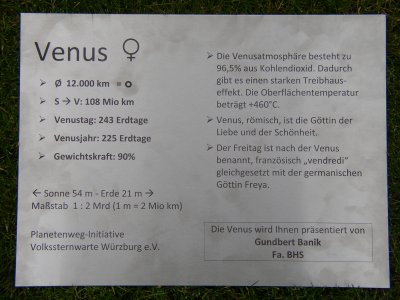 Venus ♀
➢ Ø 12.000 km = o
➢ S → V: 108 Mio km
➢ Venustag: 243 Erdtage
➢ Venusjahr: 225 Erdtage
➢ Gewichtskraft: 90%
← Sonne 54 m - Erde 21 m →
Maßstab 1 : 2 Mrd (1 m = 2 Mio km)
Planetenweg-Initiative
Volkssternwarte Würzburg e.V.
➢ Die Venusatmosphäre besteht zu
96,5% aus Kohlendioxid. Dadurch
gibt es einen starken Treibhaus-
effekt. Die Oberflächentemperatur
beträgt +460°C.
➢ Venus, römisch, ist die Göttin der
Liebe und der Schönheit.
➢ Der Freitag ist nach der Venus
benannt, französisch „vendredi“
gleichgesetzt mit der germanischen
Göttin Freya.
Die Venus wird Ihnen präsentiert von
Gundbert Banik
Fa. BHS